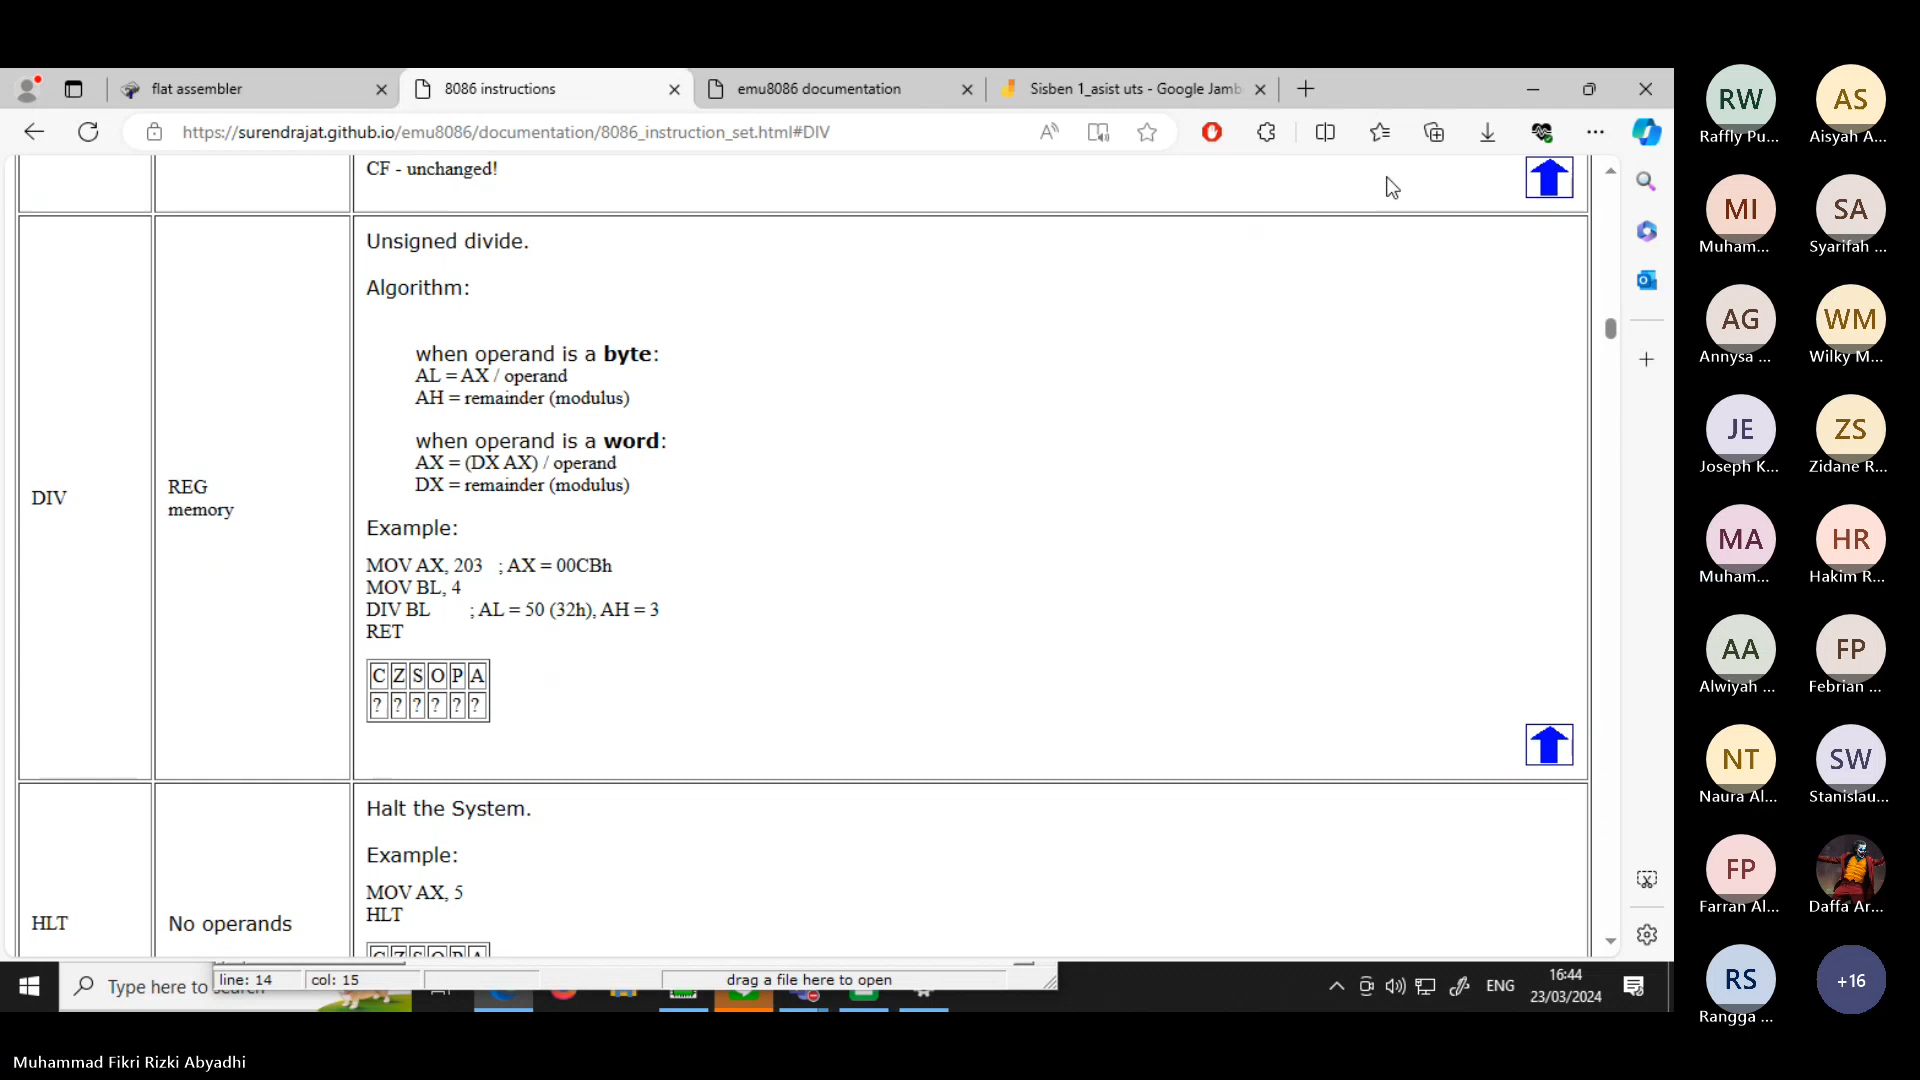 flat assembler
8086 instructions
emu8086 documentation
Sisben 1_asist uts - Google Jamb
https://surendrajat.github.io/emu8086/documentation/8086_instruction_set.html#DIV
CF - unchanged!
DIV
REG
memory
Unsigned divide.
Algorithm:
when operand is a byte:
AL = AX / operand
AH = remainder (modulus)
when operand is a word:
AX = (DX AX) / operand
DX = remainder (modulus)
Example:
MOV AX, 203 ; AX = 00CBh
MOV BL, 4
DIV BL ; AL = 50 (32h), AH = 3
RET
C Z S O P A
? ? ? ? ? ?
HLT
No operands
Halt the System.
Example:
MOV AX, 5
HLT
C Z S O P A
Type here to search
line: 14
col: 15
drag a file here to open
ENG
16:44
23/03/2024
RW
Raffly Pu...
AS
Aisyah A...
MI
Muham...
SA
Syarifah ...
AG
Annysa ...
WM
Wilky M...
JE
Joseph K...
ZS
Zidane R...
MA
Muham...
HR
Hakim R...
AA
Alwiyah ...
FP
Febrian ...
NT
Naura Al...
SW
Stanislau...
FP
Farran Al...
Daffa Ar...
RS
Rangga ...
+16
Muhammad Fikri Rizki Abyadhi